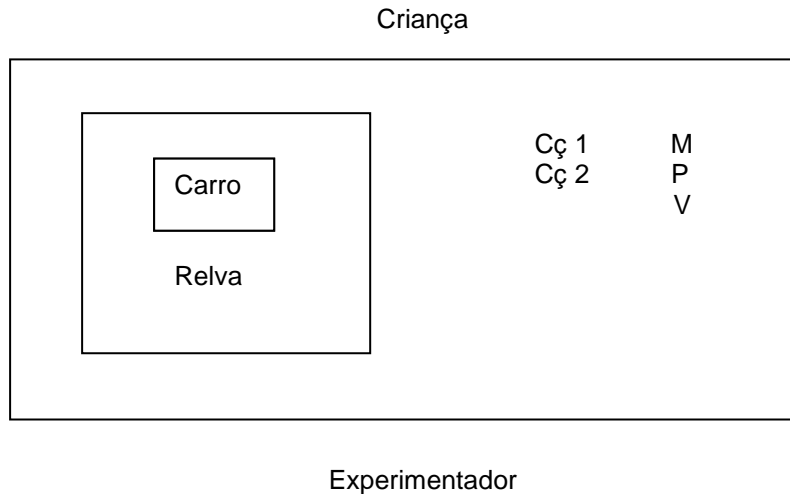 Criança
Cç 1 M
Carro
Cç 2 P
V
Relva
Experimentador